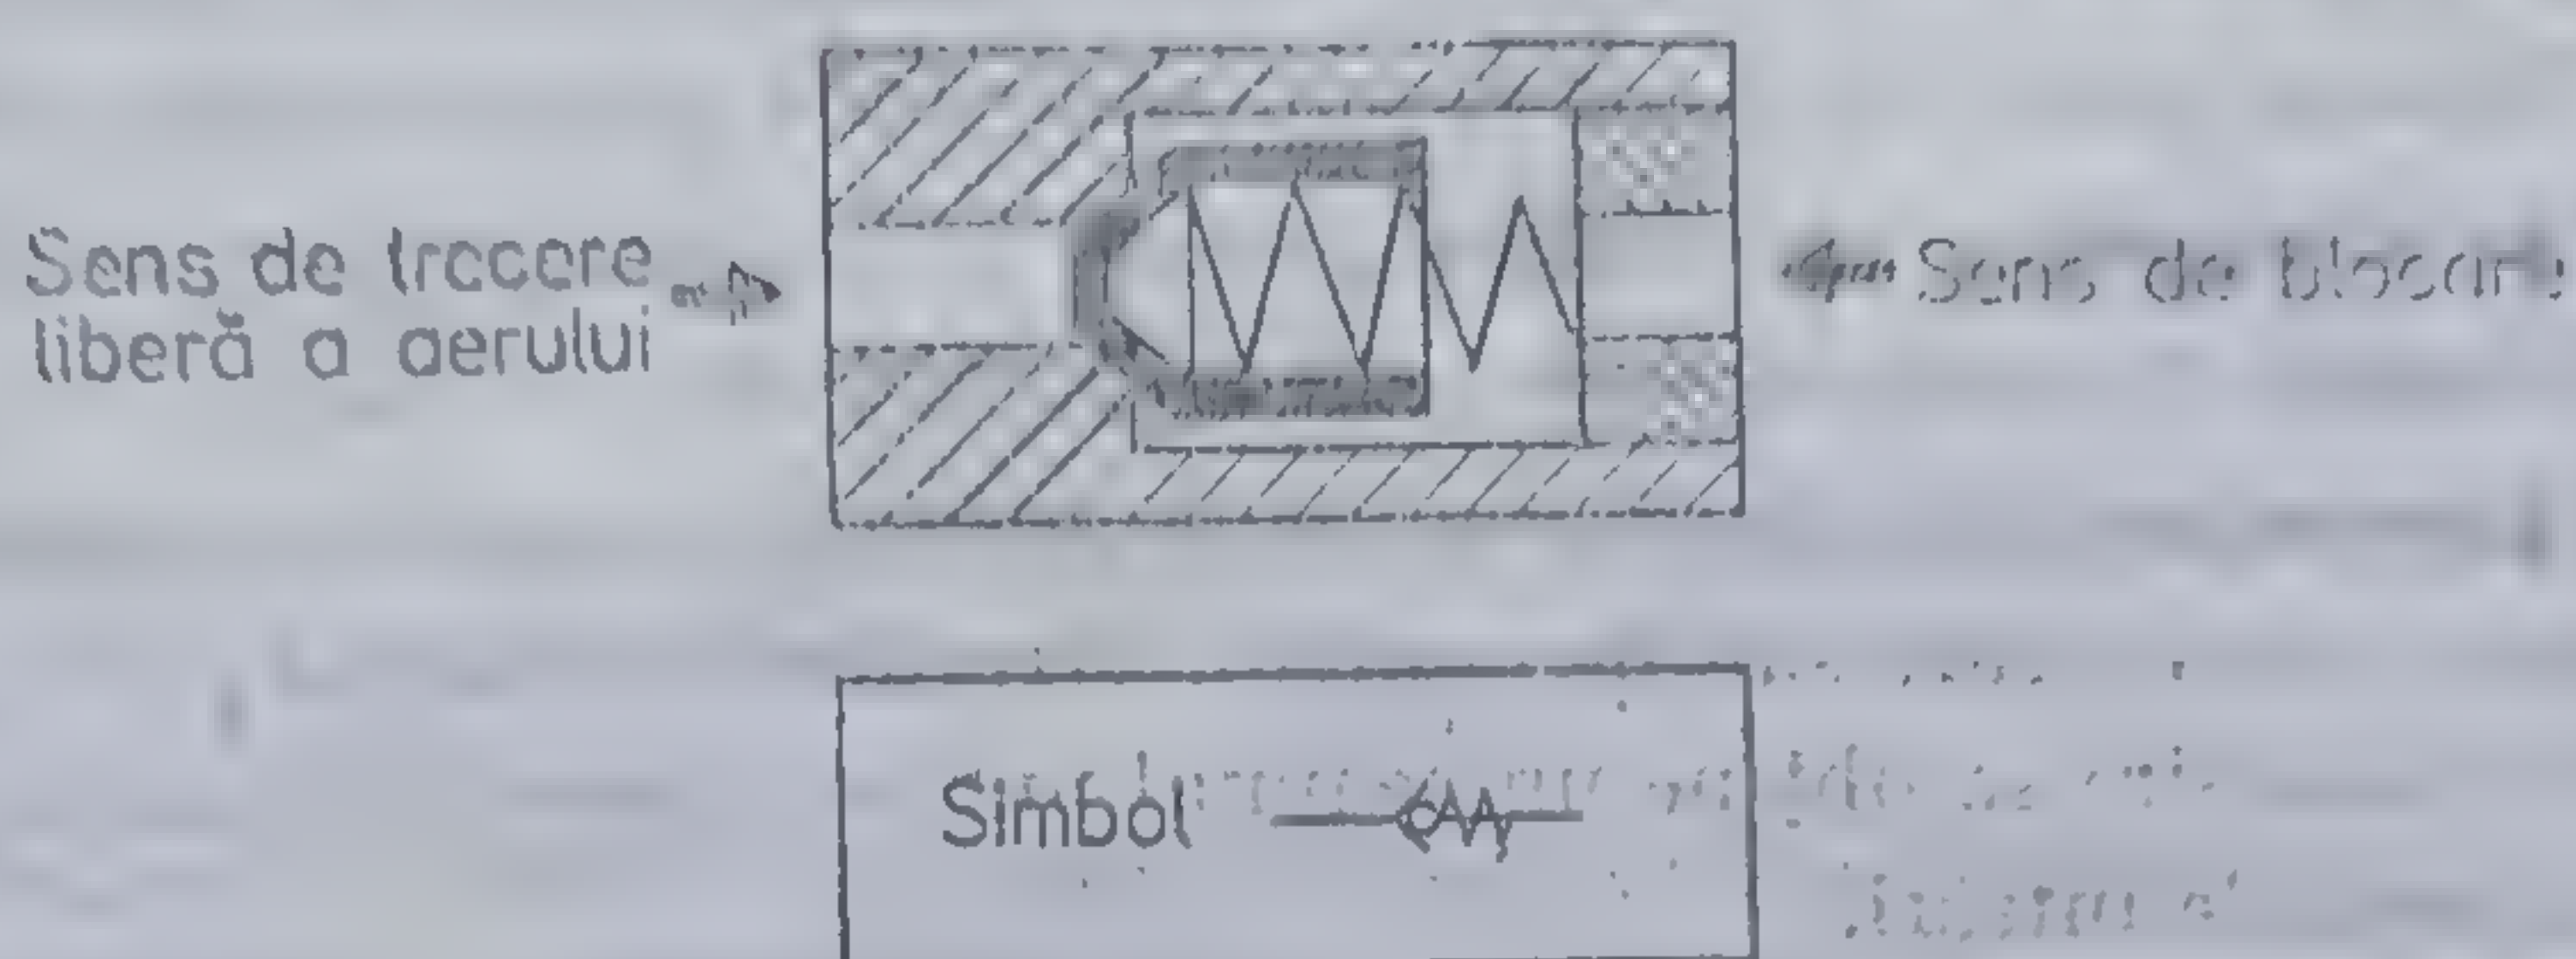 Sens de trecere
liberă a aerului
Sens de blocare
Simbol